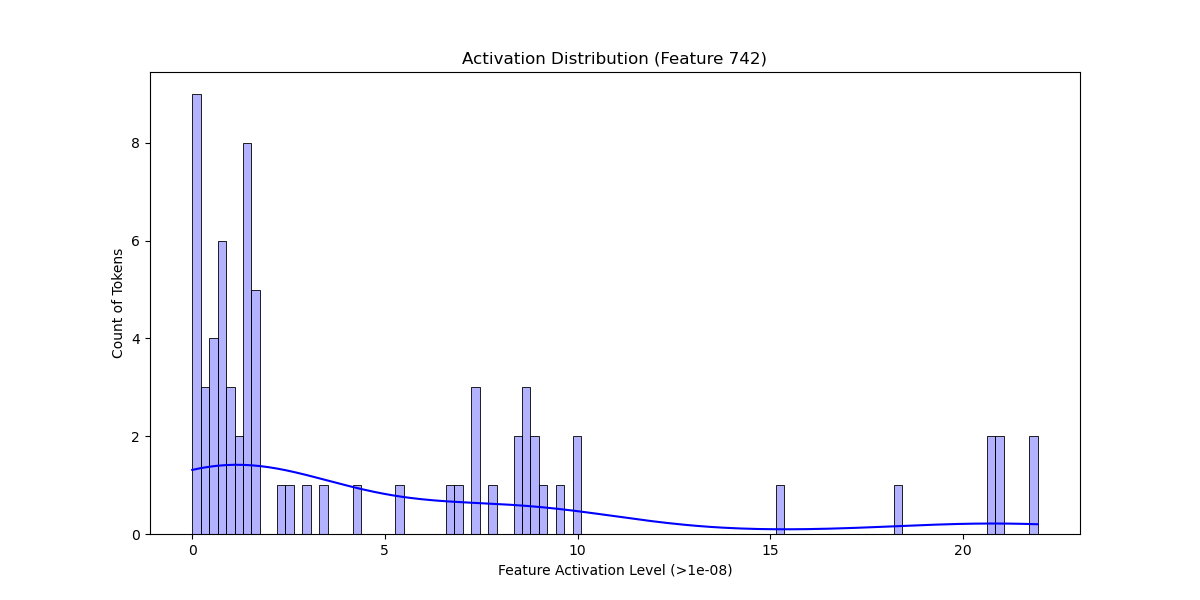 Activation Distribution (Feature 742)
Count of Tokens
8
6
4
2
0
0 5 10 15 20
Feature Activation Level (>1e-08)